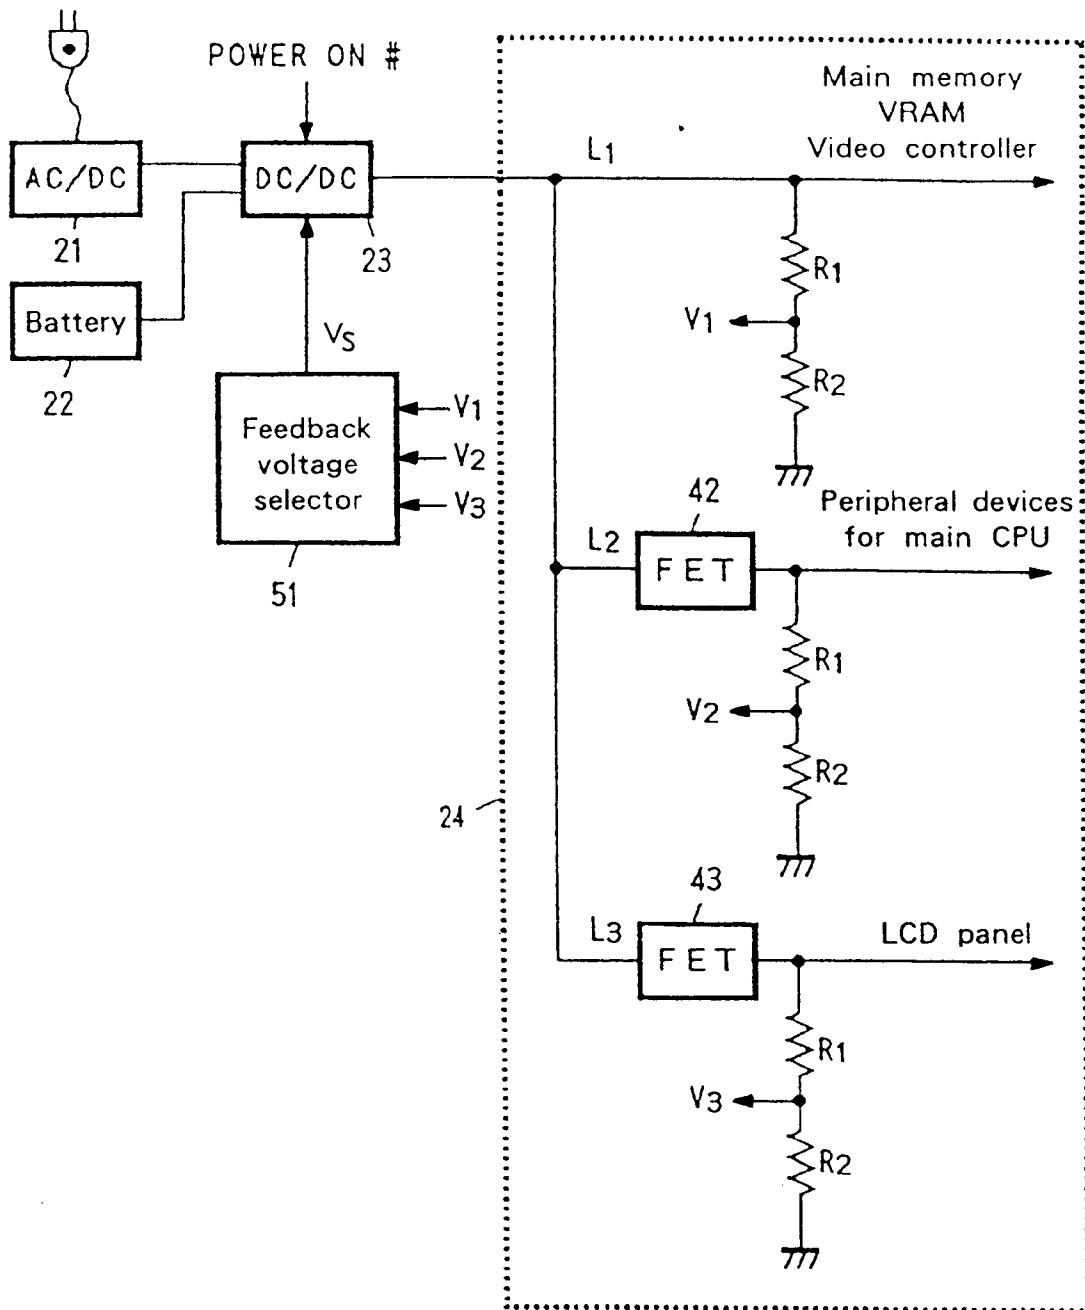 POWER ON #
AC/DC
21
DC/DC
23
Battery
22
VS
Feedback
voltage
selector
51
V1
V2
V3
24
Main memory
VRAM
Video controller
L1
R1
V1
R2
42
Peripheral devices
for main CPU
L2
FET
R1
V2
R2
43
LCD panel
L3
FET
R1
V3
R2